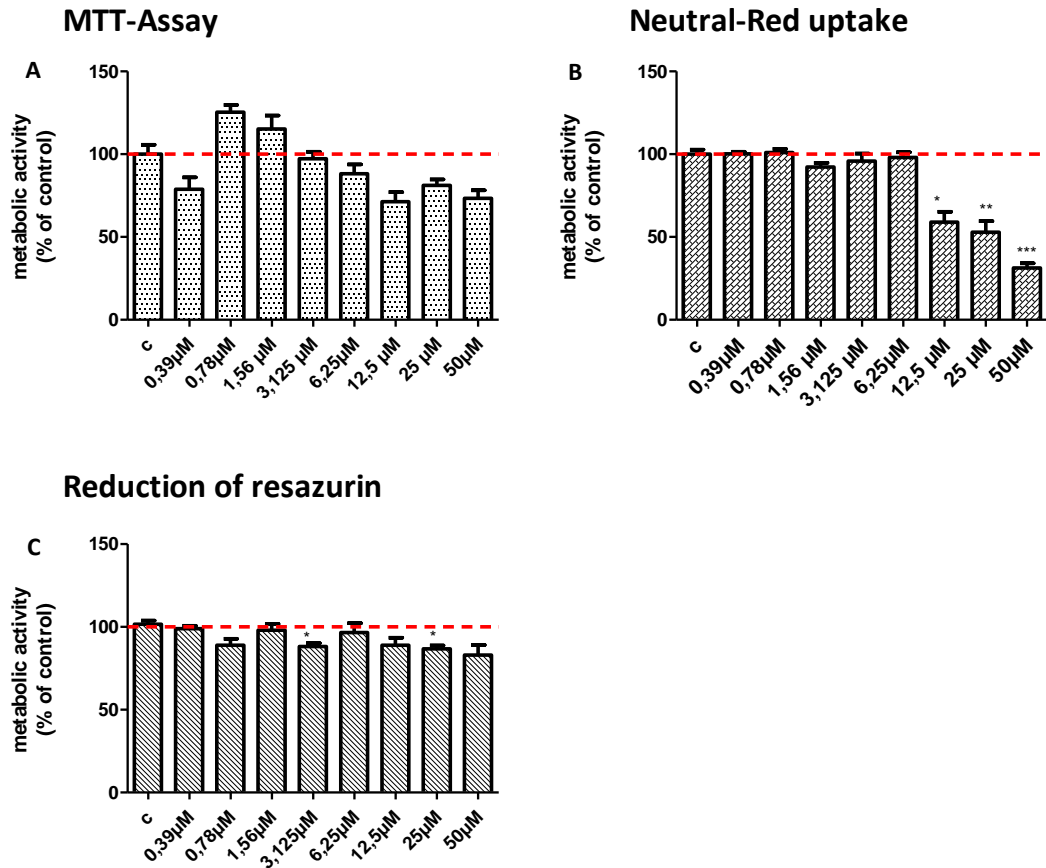 MTT-Assay
A
metabolic activity
(% of control)
150
100
50
0
c
0,39µM
0,78µM
1,56 µM
3,125 µM
6,25µM
12,5 µM
25 µM
50µM
Neutral-Red uptake
B
metabolic activity
(% of control)
150
100
50
0
*
**
***
c
0,39µM
0,78µM
1,56 µM
3,125 µM
6,25µM
12,5 µM
25 µM
50µM
Reduction of resazurin
C
metabolic activity
(% of control)
150
100
50
0
*
*
c
0,39µM
0,78µM
1,56µM
3,125µM
6,25µM
12,5µM
25µM
50µM